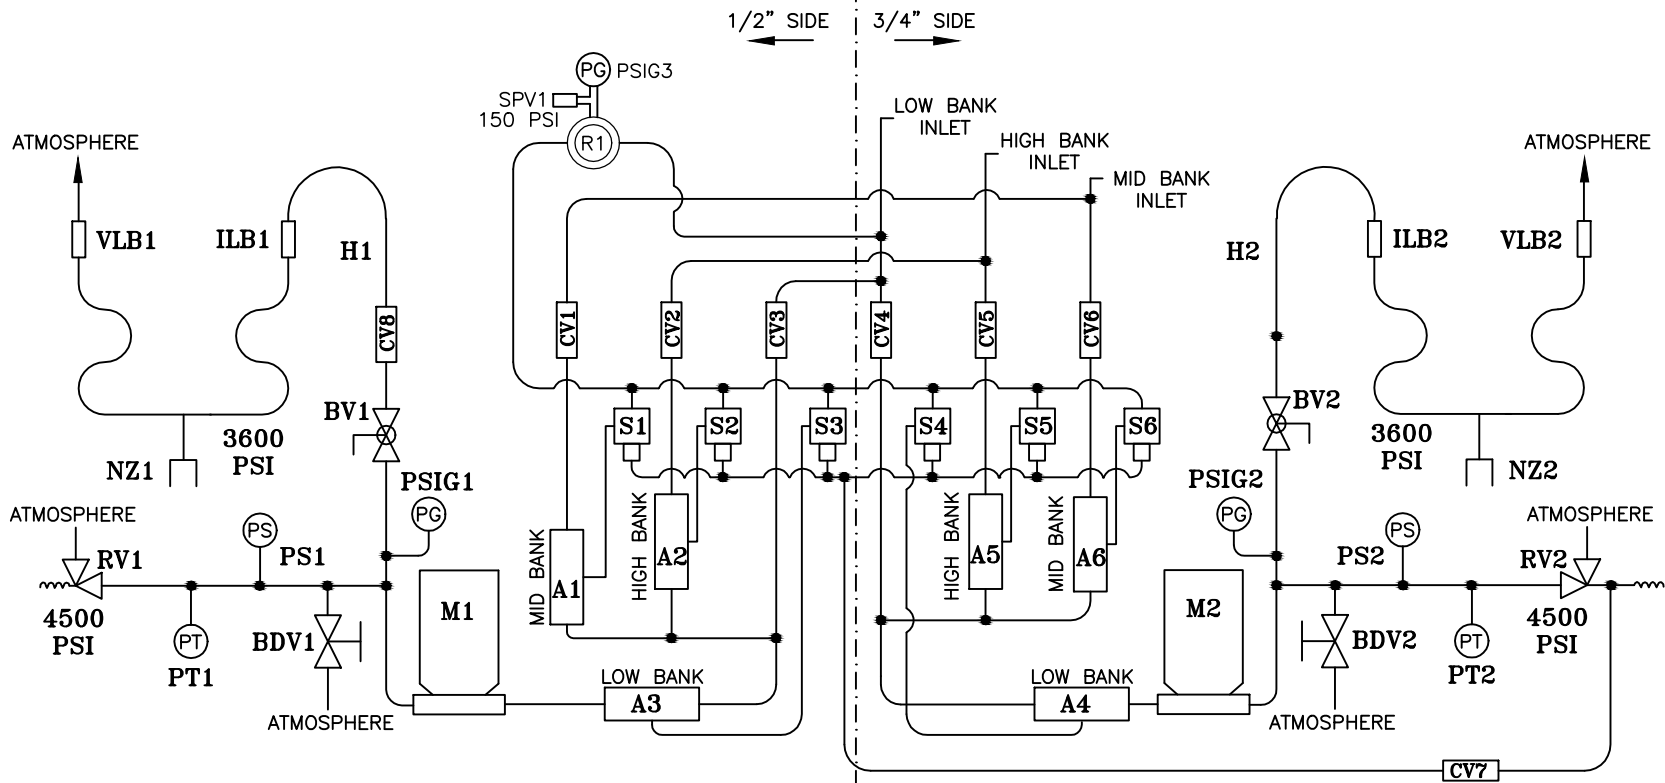 1/2” SIDE
3/4” SIDE
PG
PSIG3
SPV1
150 PSI
R1
LOW BANK
INLET
HIGH BANK
INLET
MID BANK
INLET
ATMOSPHERE
ATMOSPHERE
VLB1
ILB1
H1
H2
ILB2
VLB2
CV8
CV1
CV2
CV3
CV4
CV5
CV6
BV1
BV2
S1
S2
S3
S4
S5
S6
3600
PSI
3600
PSI
NZ1
NZ2
PSIG1
PG
PSIG2
PG
ATMOSPHERE
ATMOSPHERE
PS
PS1
PS
PS2
RV1
RV2
4500
PSI
4500
PSI
PT
PT1
PT
PT2
BDV1
BDV2
ATMOSPHERE
ATMOSPHERE
M1
M2
MID BANK
A1
HIGH BANK
A2
HIGH BANK
A5
MID BANK
A6
LOW BANK
A3
LOW BANK
A4
CV7